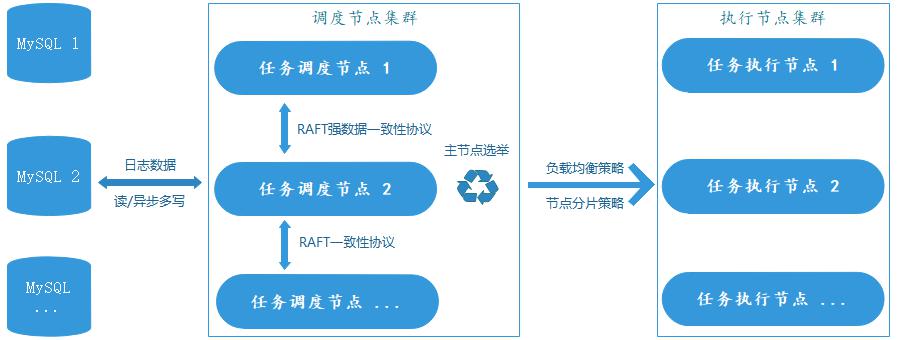 MySQL 1
MySQL 2
MySQL
...
日志数据
读/异步多写
调度节点集群
任务调度节点 1
RAFT强数据一致性协议
任务调度节点 2
RAFT一致性协议
任务调度节点 ...
主节点选举
负载均衡策略
节点分片策略
执行节点集群
任务执行节点 1
任务执行节点 2
任务执行节点 ...